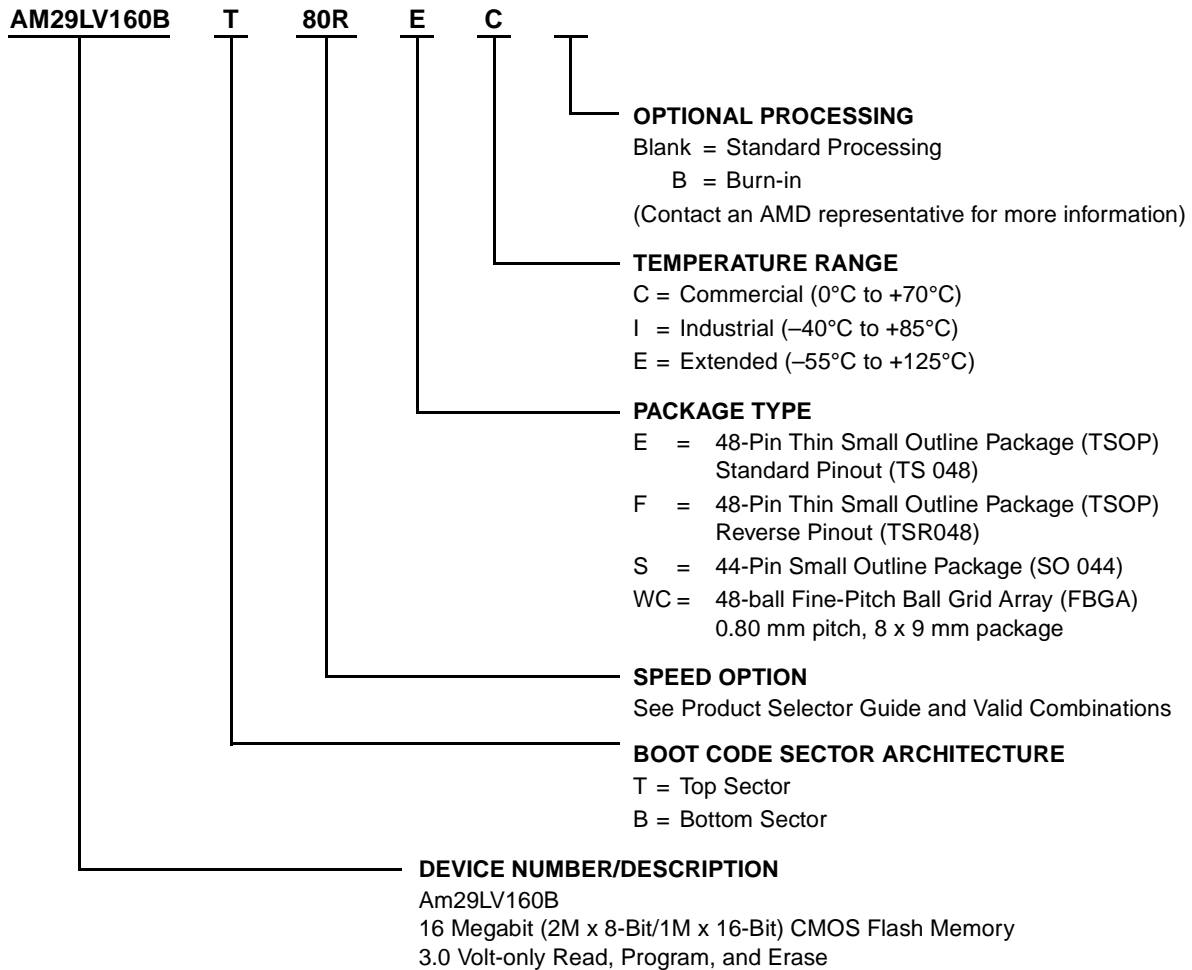 AM29LV160B T 80R E C
OPTIONAL PROCESSING
Blank = Standard Processing
B = Burn-in
(Contact an AMD representative for more information)
TEMPERATURE RANGE
C = Commercial (0°C to +70°C)
I = Industrial (–40°C to +85°C)
E = Extended (–55°C to +125°C)
PACKAGE TYPE
E = 48-Pin Thin Small Outline Package (TSOP)
Standard Pinout (TS 048)
F = 48-Pin Thin Small Outline Package (TSOP)
Reverse Pinout (TSR048)
S = 44-Pin Small Outline Package (SO 044)
WC = 48-ball Fine-Pitch Ball Grid Array (FBGA)
0.80 mm pitch, 8 x 9 mm package
SPEED OPTION
See Product Selector Guide and Valid Combinations
BOOT CODE SECTOR ARCHITECTURE
T = Top Sector
B = Bottom Sector
DEVICE NUMBER/DESCRIPTION
Am29LV160B
16 Megabit (2M x 8-Bit/1M x 16-Bit) CMOS Flash Memory
3.0 Volt-only Read, Program, and Erase